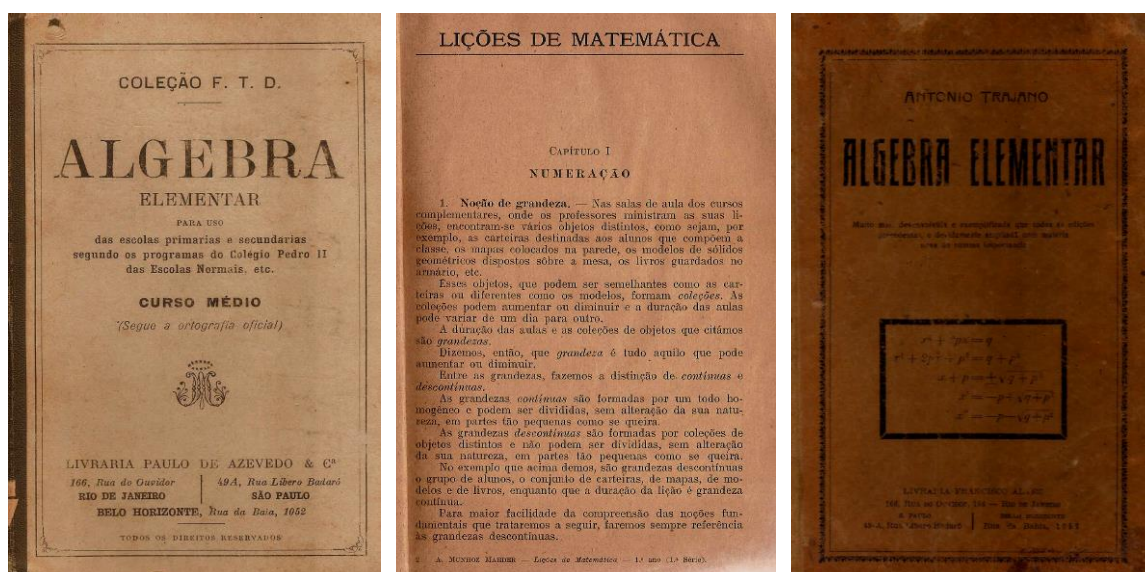 COLEÇÃO F. T. D.
ALGEBRA
ELEMENTAR
PARA USO
das escolas primarias e secundarias
segundo os programas do Colégio Pedro II
das Escolas Normais, etc.
CURSO MÉDIO
(Segue a ortografia oficial)
LIVRARIA PAULO DE AZEVEDO & Cª
166, Rua do Ouvidor
RIO DE JANEIRO
49A, Rua Libero Badaró
SÃO PAULO
BELO HORIZONTE, Rua da Baía, 1052
TODOS OS DIREITOS RESERVADOS
LIÇÕES DE MATEMÁTICA
CAPÍTULO I
NUMERAÇÃO
1. Noção de grandeza. — Nas salas de aula dos cursos
complementares, onde os professores ministram as suas li-
ções, encontram-se vários objetos distintos, como sejam, por
exemplo, as carteiras destinadas aos alunos que compõem a
classe, os mapas colocados na parede, os modelos de sólidos
geométricos dispostos sôbre a mesa, os livros guardados no
armário, etc.
Esses objetos, que podem ser semelhantes como as car-
teiras ou diferentes como os modelos, formam coleções. As
coleções podem aumentar ou diminuir e a duração das aulas
pode variar de um dia para outro.
A duração das aulas e as coleções de objetos que citámos
são grandezas.
Dizemos, então, que grandeza é tudo aquilo que pode
aumentar ou diminuir.
Entre as grandezas, fazemos a distinção de contínuas e
descontínuas.
As grandezas contínuas são formadas por um todo ho-
mogêneo e podem ser divididas, sem alteração da sua natu-
reza, em partes tão pequenas como se queira.
As grandezas descontínuas são formadas por coleções de
objetos distintos e não podem ser divididas, sem alteração
da sua natureza, em partes tão pequenas como se queira.
No exemplo que acima demos, são grandezas descontínuas
o grupo de alunos, o conjunto de carteiras, de mapas, de mo-
delos e de livros, enquanto que a duração da lição é grandeza
contínua.
Para maior facilidade da compreensão das noções fun-
damentais que trataremos a seguir, faremos sempre referência
às grandezas descontínuas.
2 A. MUNHOZ MADER — Lições de Matemática — 1.º ano (1.ª Série).
ANTONIO TRAJANO
ALGEBRA ELEMENTAR
LIVRARIA FRANCISCO ALVES